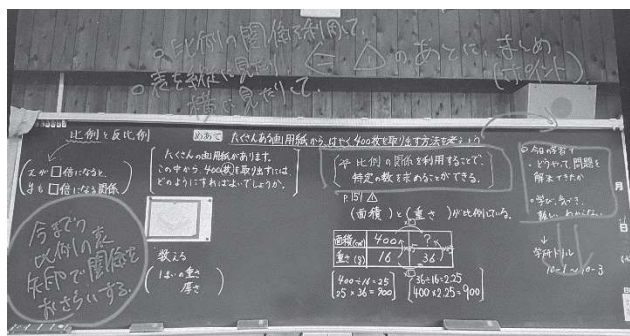 ○比例の関係を利用して
○表を縦に見たり
横に見たりして。
← △のあとに、まとめ
(ポイント).
比例と反比例
xが□倍になると、
yも□倍になる関係
今までの
比例の表
矢印で関係を
おさらいする。
めあて たくさんある画用紙から、はやく400枚を取り出す方法を考えよう
たくさんの画用紙があります。
この中から、400(枚)を取り出すには
どのようにすればよいでしょうか。
数える
はいの重さ
厚さ
比例の関係を利用することで、
特定の数を求めることができる。
p.151 △
(面積)と(重さ)が比例している。
面積(cm²) 400 ?
重さ(g) 16 36
400÷16=25
25×36=900
36÷16=2.25
400×2.25=900
◎今日の学習で
・どうやって、問題を
解決できたか
・学び、気づき、
難しい、わからない
↓
学習ドリル
10-1~10-3
月